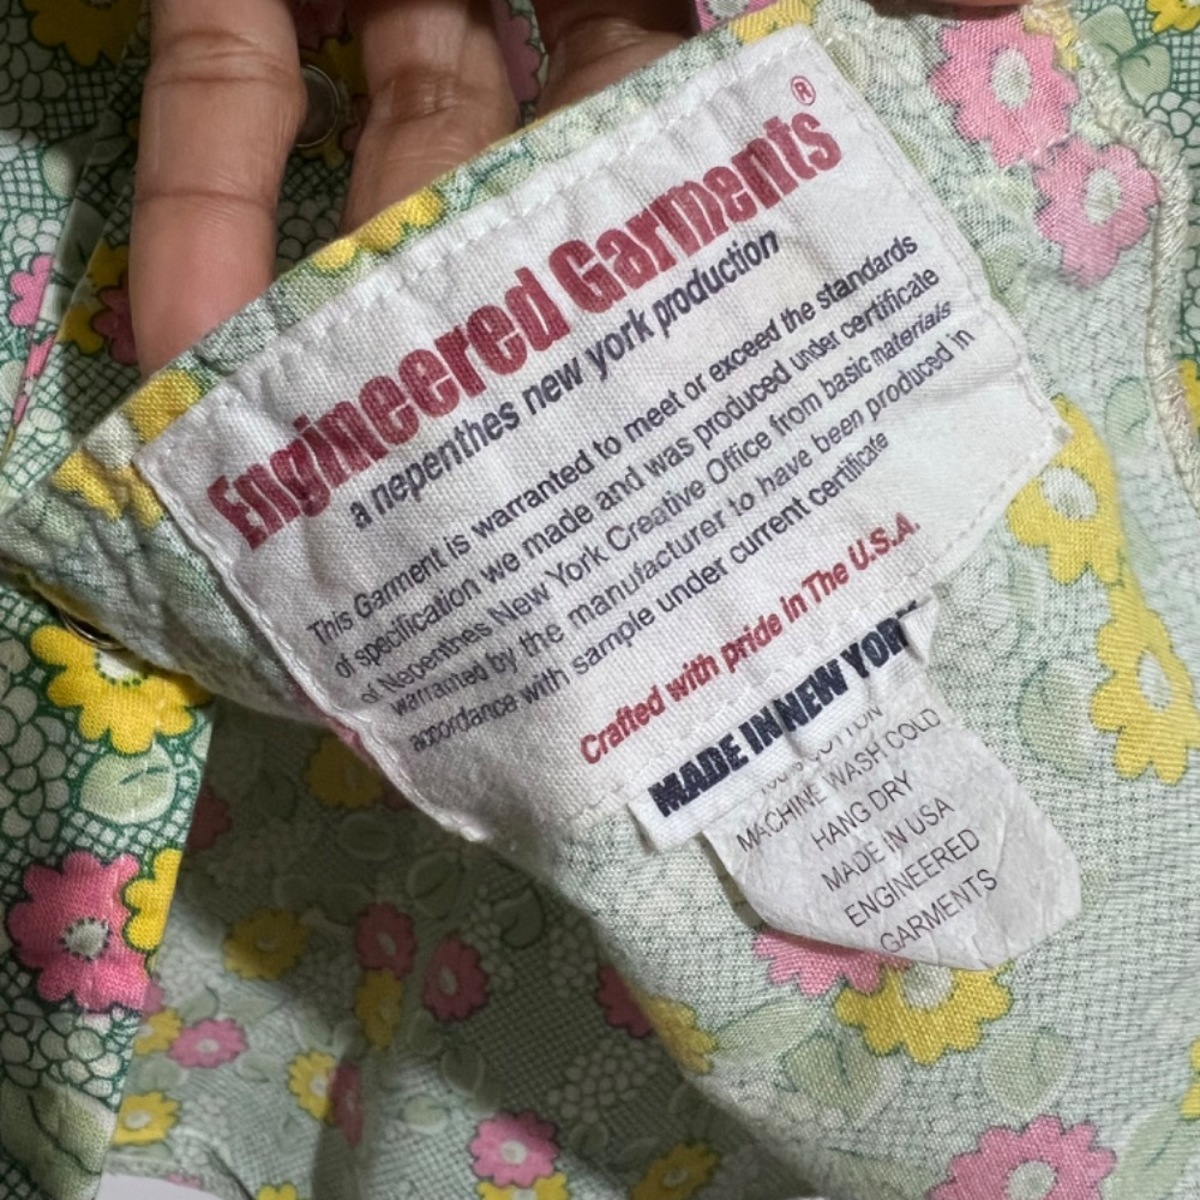 Engineered Garments®
a nepenthes new york production
This Garment is warranted to meet or exceed the standards
of specification we made and was produced under certificate
of Nepenthes New York Creative Office from basic materials
warranted by the manufacturer to have been produced in
accordance with sample under current certificate
Crafted with pride in The U.S.A.
MADE IN NEW YORK
100% COTTON
MACHINE WASH COLD
HANG DRY
MADE IN USA
ENGINEERED
GARMENTS